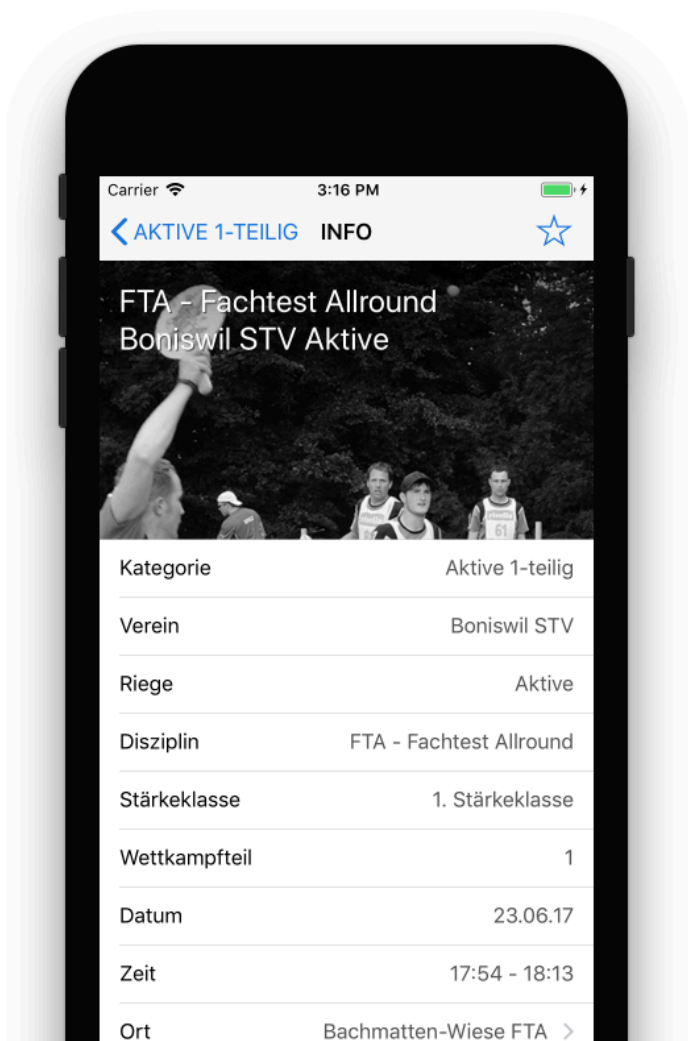 Carrier 3:16 PM
AKTIVE 1-TEILIG INFO
FTA - Fachtest Allround
Boniswil STV Aktive
61
Kategorie Aktive 1-teilig
Verein Boniswil STV
Riege Aktive
Disziplin FTA - Fachtest Allround
Stärkeklasse 1. Stärkeklasse
Wettkampfteil 1
Datum 23.06.17
Zeit 17:54 - 18:13
Ort Bachmatten-Wiese FTA